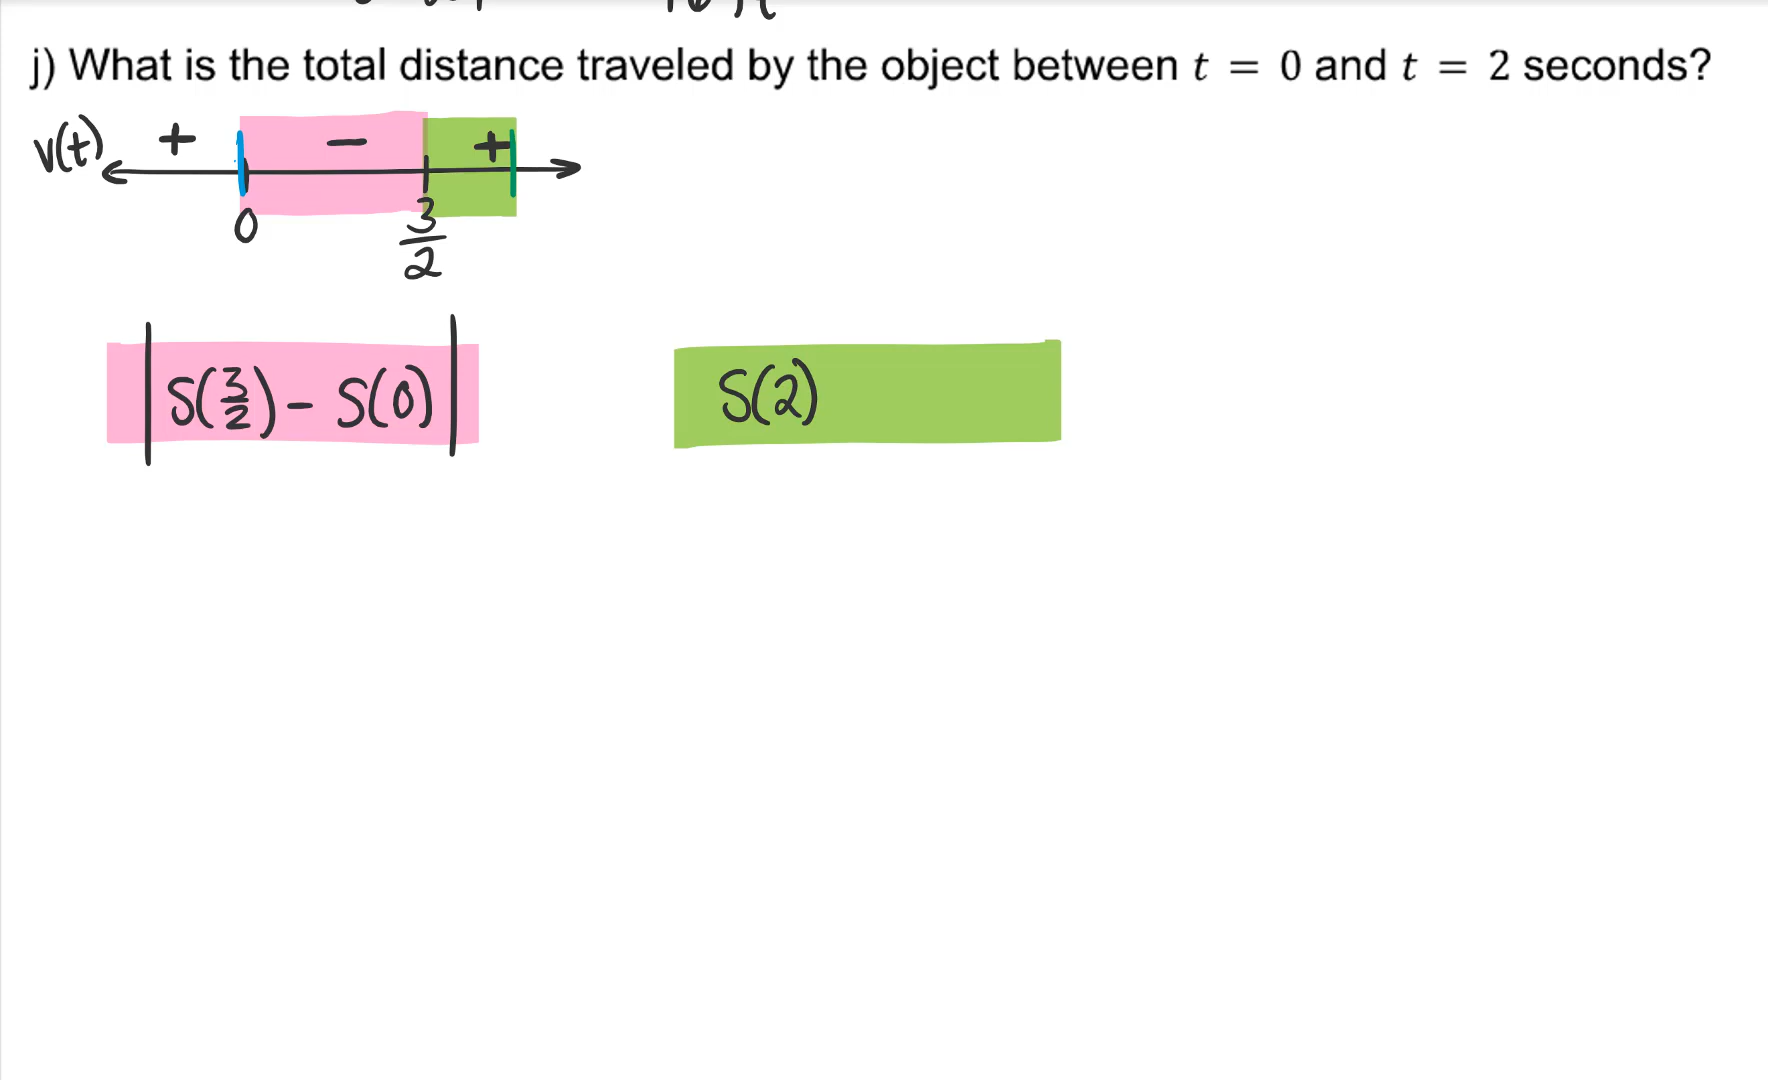 j) What is the total distance traveled by the object between t = 0 and t = 2 seconds?
v(t) + − +
0 3/2
|S(3/2) − S(0)| S(2)